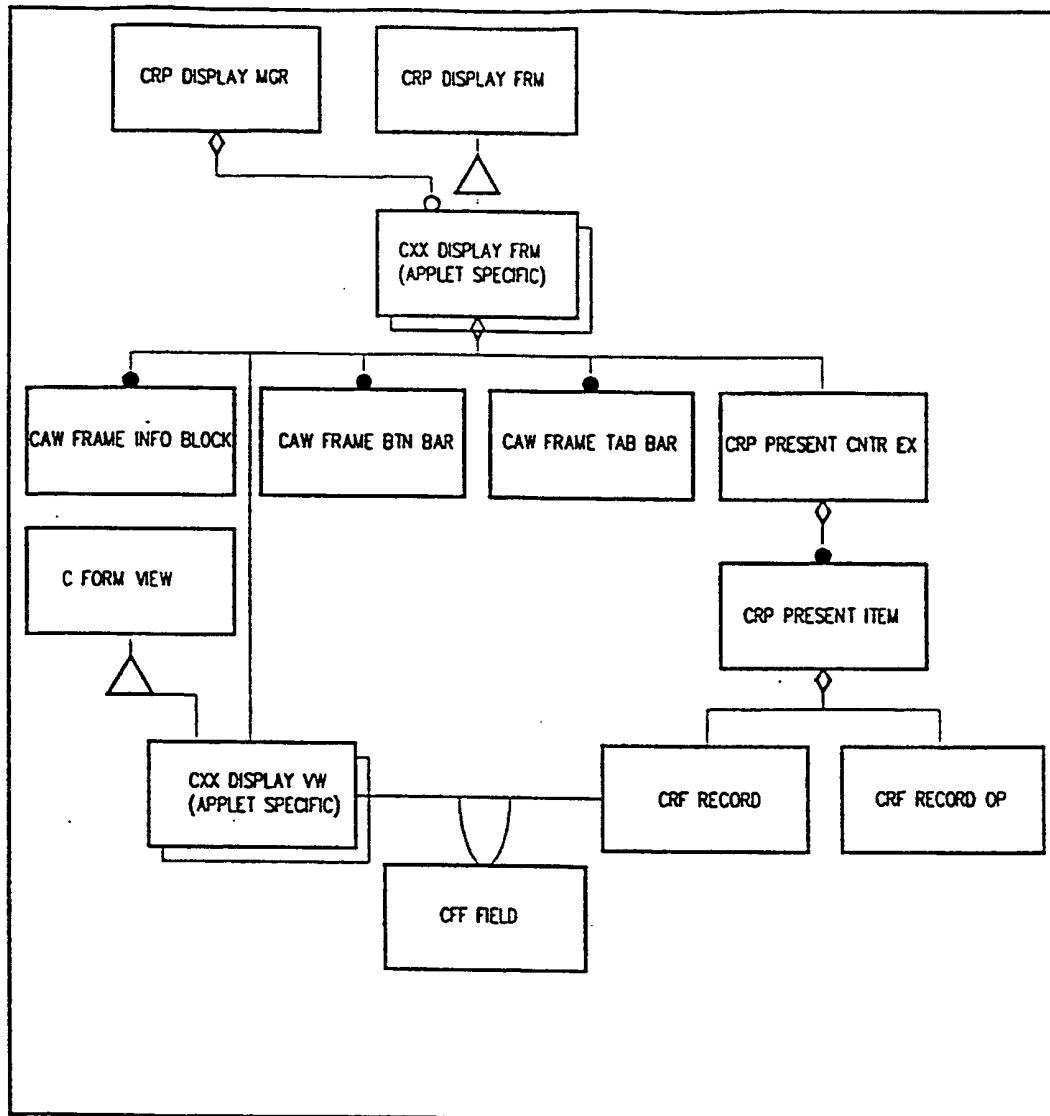 CRP DISPLAY MGR
CRP DISPLAY FRM
CXX DISPLAY FRM
(APPLET SPECIFIC)
CAW FRAME INFO BLOCK
CAW FRAME BTN BAR
CAW FRAME TAB BAR
CRP PRESENT CNTR EX
C FORM VIEW
CRP PRESENT ITEM
CXX DISPLAY VW
(APPLET SPECIFIC)
CRF RECORD
CRF RECORD OP
CFF FIELD